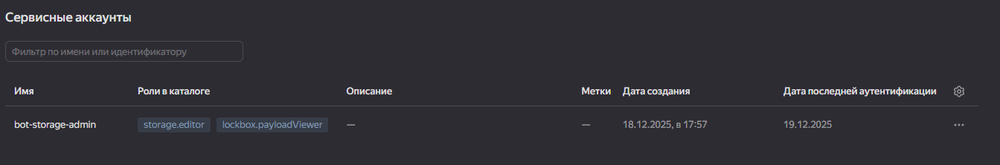 Сервисные аккаунты
Фильтр по имени или идентификатору
Имя Роли в каталоге Описание Метки Дата создания Дата последней аутентификации
bot-storage-admin storage.editor lockbox.payloadViewer — — 18.12.2025, в 17:57 19.12.2025